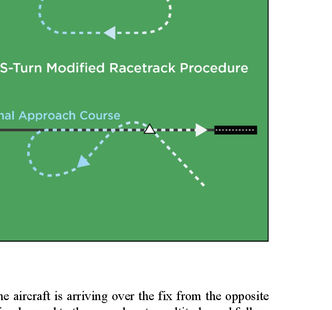 S-Turn Modified Racetrack Procedure
nal Approach Course
ne aircraft is arriving over the fix from the opposite